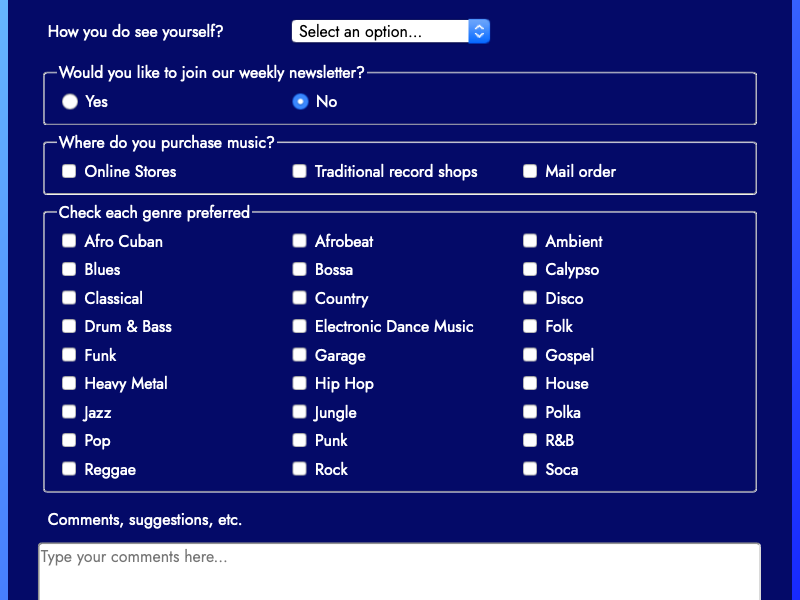 How you do see yourself? Select an option...
Would you like to join our weekly newsletter?
Yes No
Where do you purchase music?
Online Stores Traditional record shops Mail order
Check each genre preferred
Afro Cuban Afrobeat Ambient
Blues Bossa Calypso
Classical Country Disco
Drum & Bass Electronic Dance Music Folk
Funk Garage Gospel
Heavy Metal Hip Hop House
Jazz Jungle Polka
Pop Punk R&B
Reggae Rock Soca
Comments, suggestions, etc.
Type your comments here...